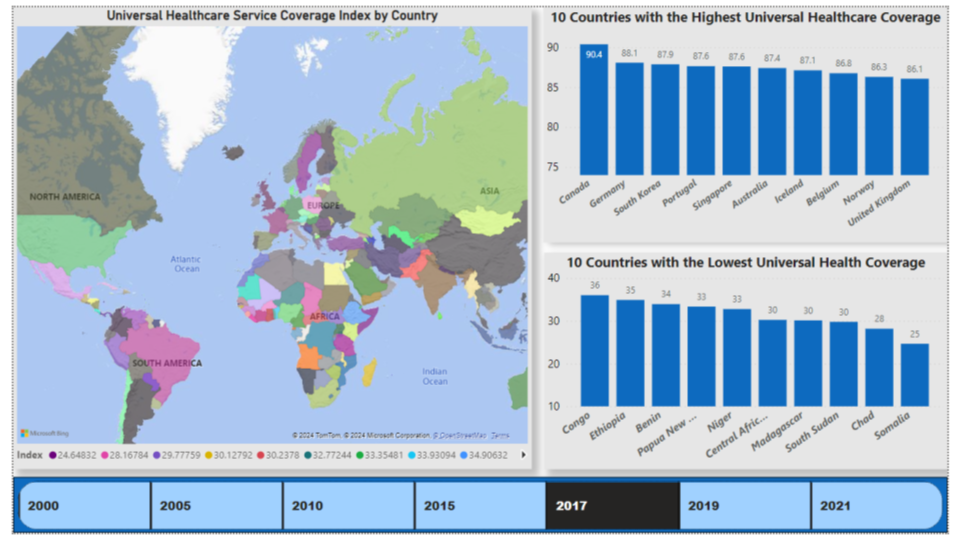 Universal Healthcare Service Coverage Index by Country
NORTH AMERICA
EUROPE
ASIA
Atlantic
Ocean
AFRICA
SOUTH AMERICA
Indian
Ocean
Microsoft Bing
© 2024 TomTom, © 2024 Microsoft Corporation, © OpenStreetMap Terms
Index 24.64832 28.16784 29.77759 30.12792 30.2378 32.77244 33.35481 33.93094 34.90632
10 Countries with the Highest Universal Healthcare Coverage
90
85
80
75
90.4 88.1 87.9 87.6 87.6 87.4 87.1 86.8 86.3 86.1
Canada
Germany
South Korea
Portugal
Singapore
Australia
Iceland
Belgium
Norway
United Kingdom
10 Countries with the Lowest Universal Health Coverage
40
30
20
10
36 35 34 33 33 30 30 30 28 25
Congo
Ethiopia
Benin
Papua New ...
Niger
Central Afric...
Madagascar
South Sudan
Chad
Somalia
2000 2005 2010 2015 2017 2019 2021